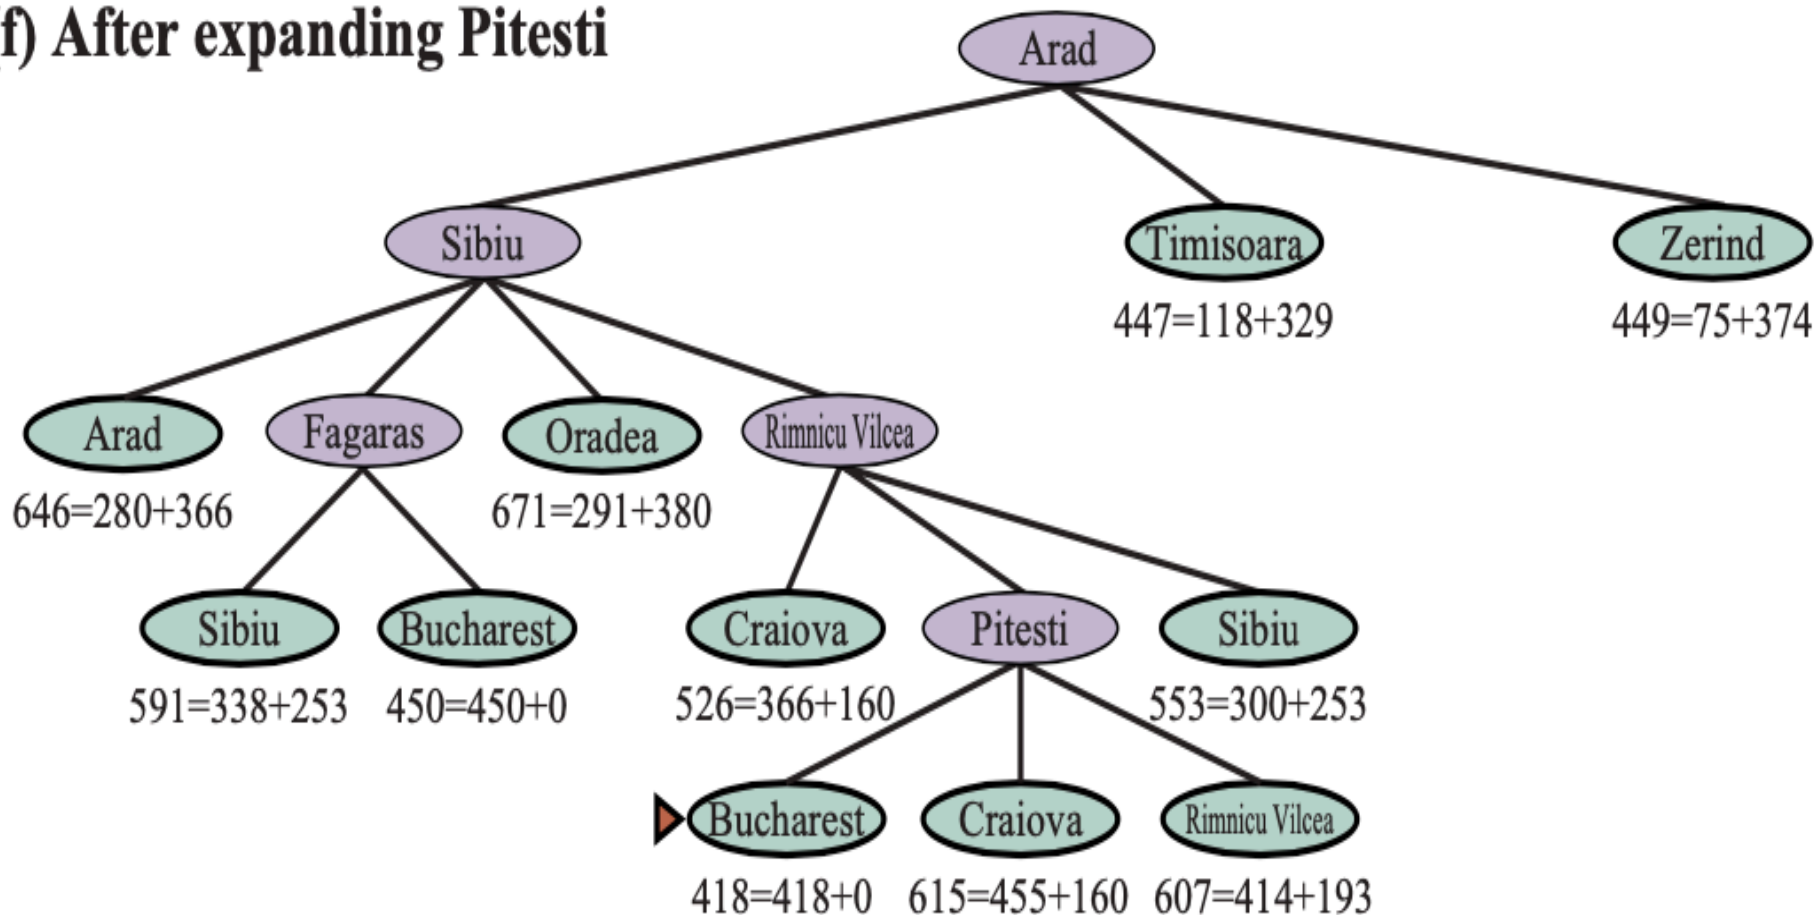 f) After expanding Pitesti
Arad
Sibiu
Timisoara
Zerind
447=118+329
449=75+374
Arad
Fagaras
Oradea
Rimnicu Vilcea
646=280+366
671=291+380
Sibiu
Bucharest
Craiova
Pitesti
Sibiu
591=338+253
450=450+0
526=366+160
553=300+253
Bucharest
Craiova
Rimnicu Vilcea
418=418+0
615=455+160
607=414+193